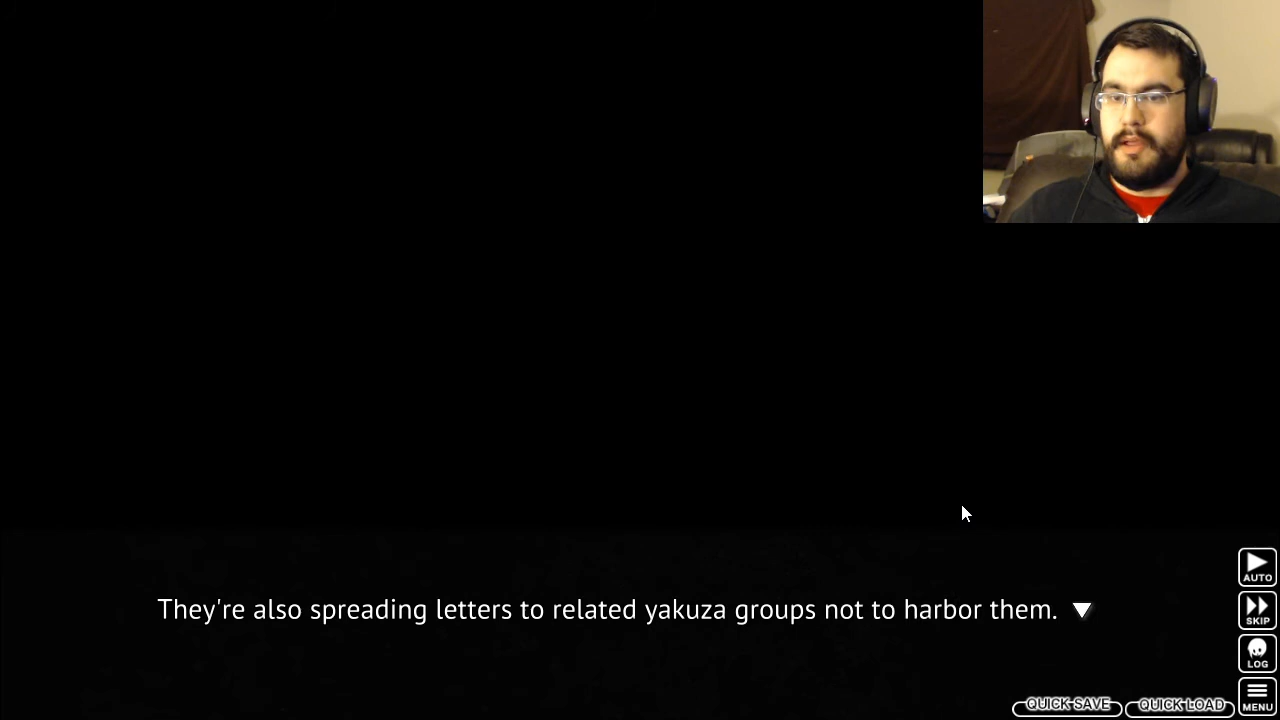 They're also spreading letters to related yakuza groups not to harbor them.
AUTO
SKIP
LOG
MENU
QUICK SAVE QUICK LOAD